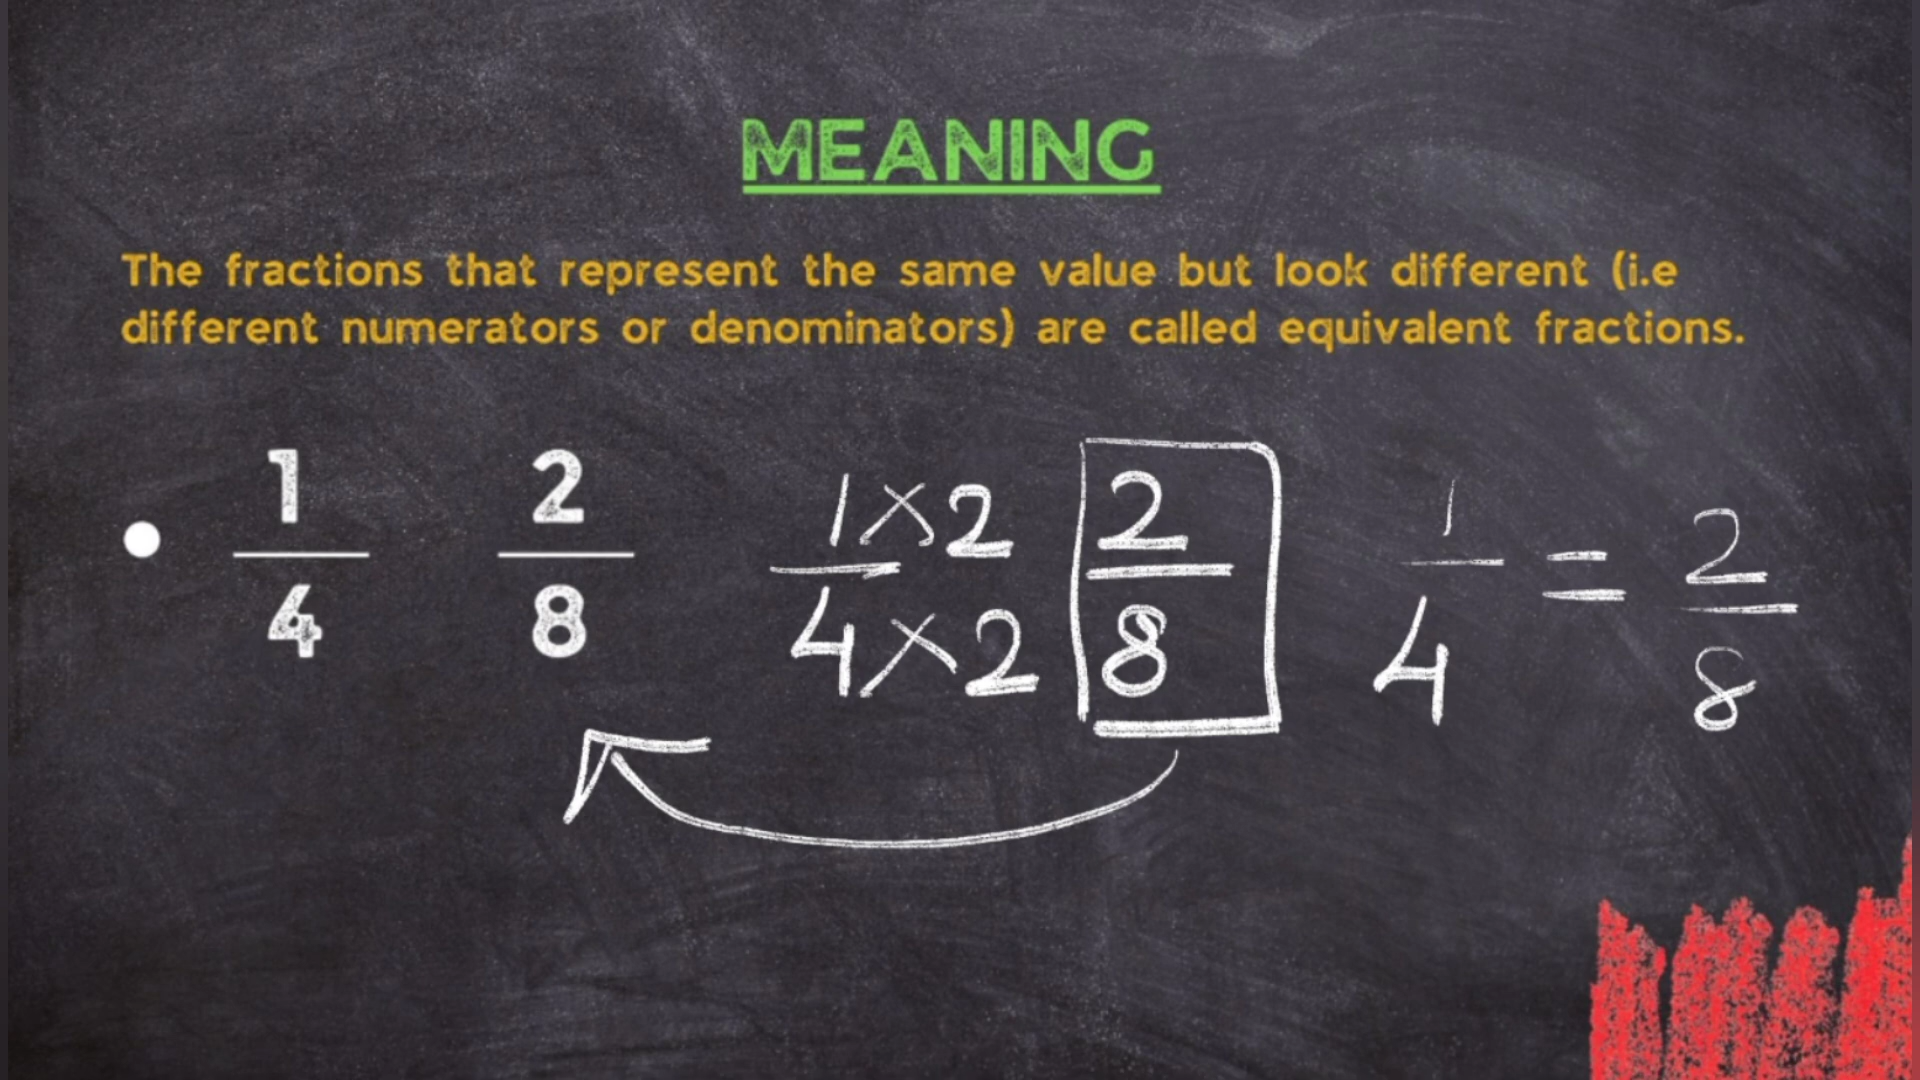 MEANING
The fractions that represent the same value but look different (i.e
different numerators or denominators) are called equivalent fractions.
1 2 1×2 2 1 2
4 8 4×2 8 4 = 8